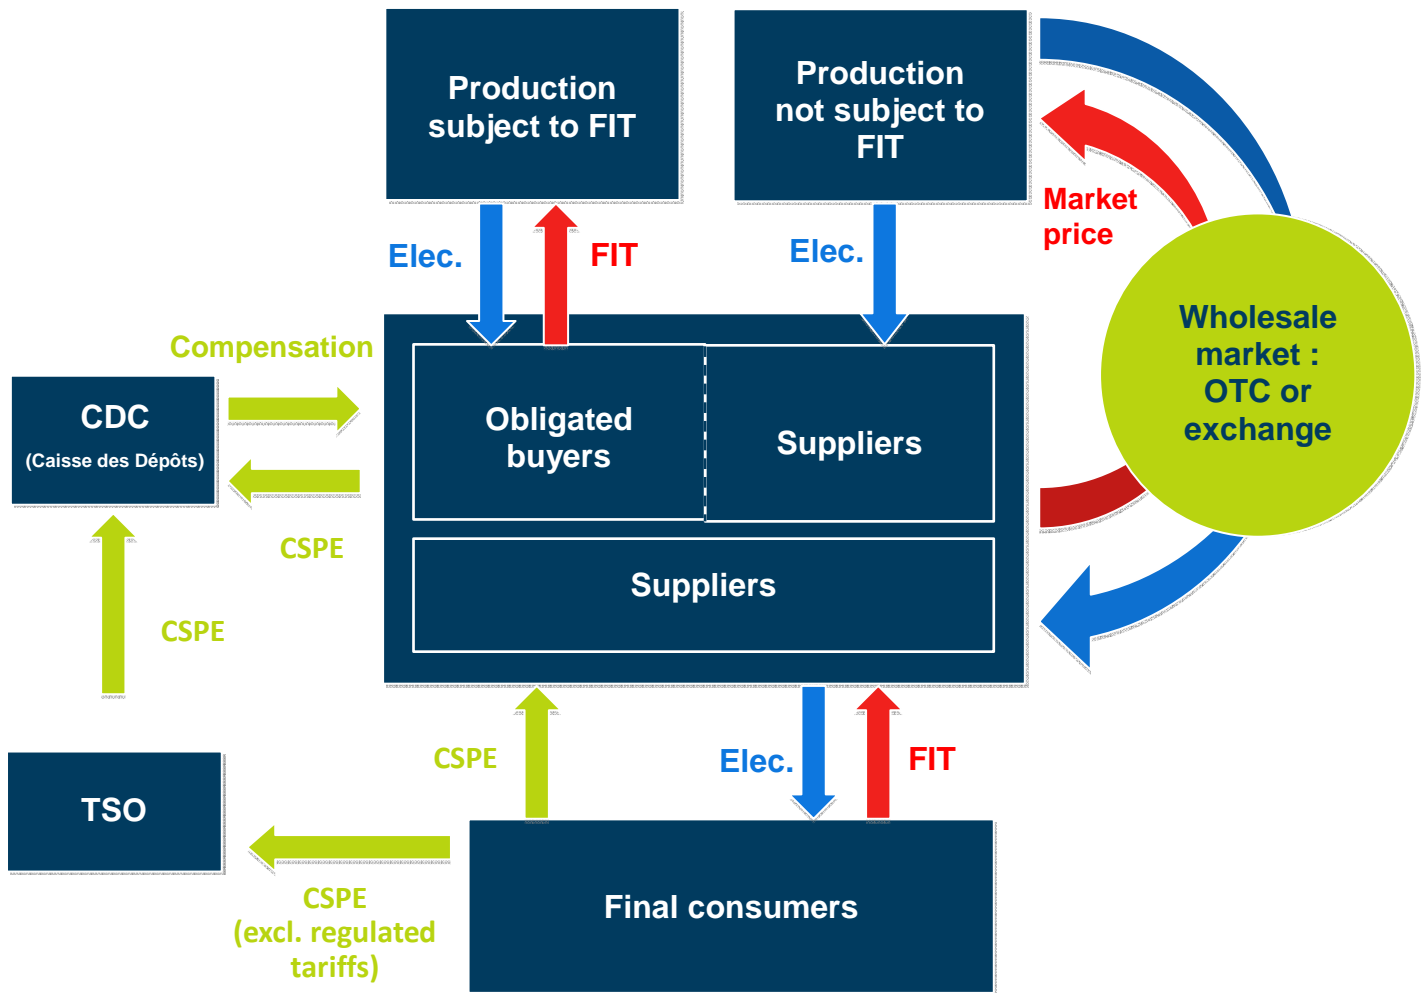 Production
subject to FIT
Production
not subject to
FIT
Market
price
Elec.
FIT
Elec.
Wholesale
market :
OTC or
exchange
Compensation
CDC
(Caisse des Dépôts)
Obligated
buyers
Suppliers
CSPE
Suppliers
CSPE
CSPE
Elec.
FIT
TSO
CSPE
(excl. regulated
tariffs)
Final consumers